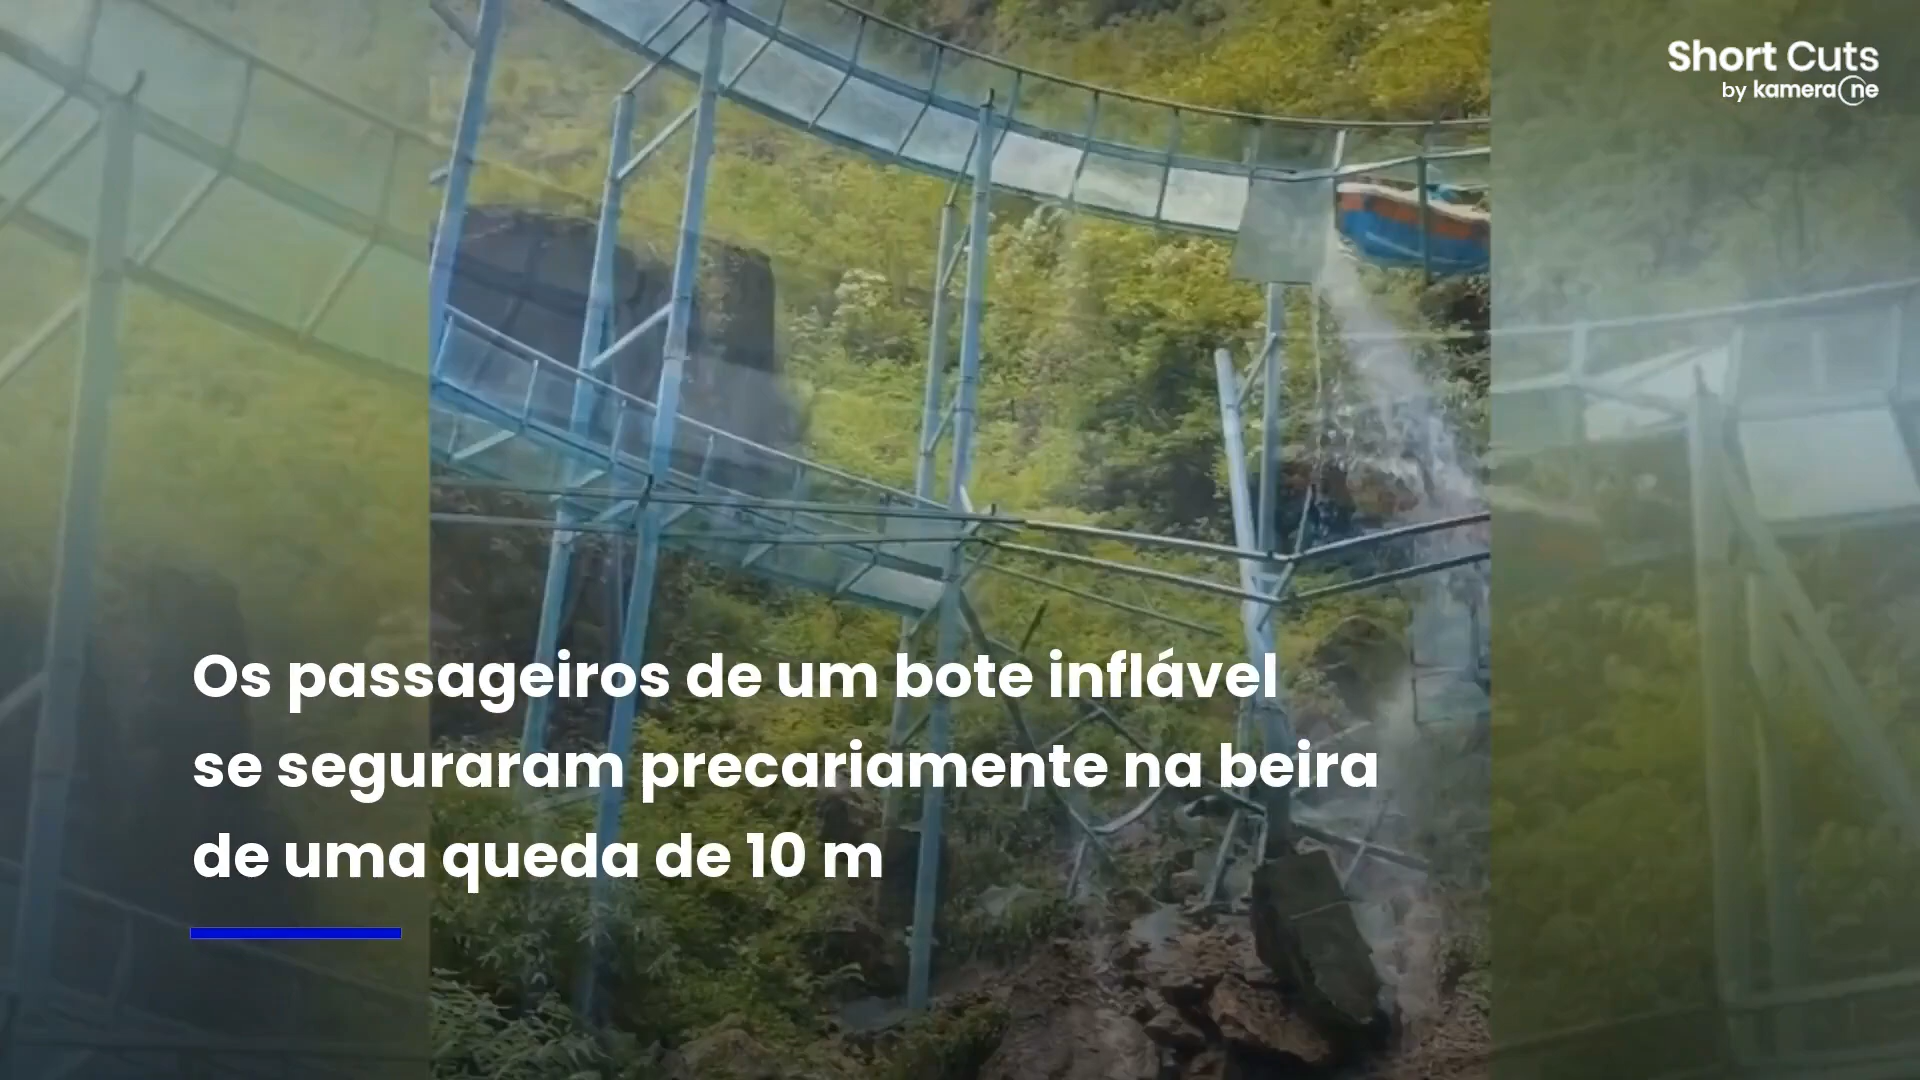 Short Cuts
by kameraOne
Os passageiros de um bote inflável
se seguraram precariamente na beira
de uma queda de 10 m